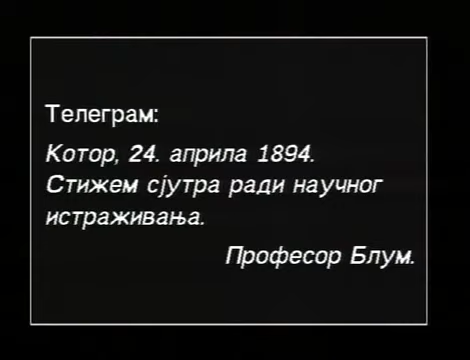 Телеграм:
Котор, 24. априла 1894.
Стижем сјутра ради научног
истраживања.
Професор Блум.